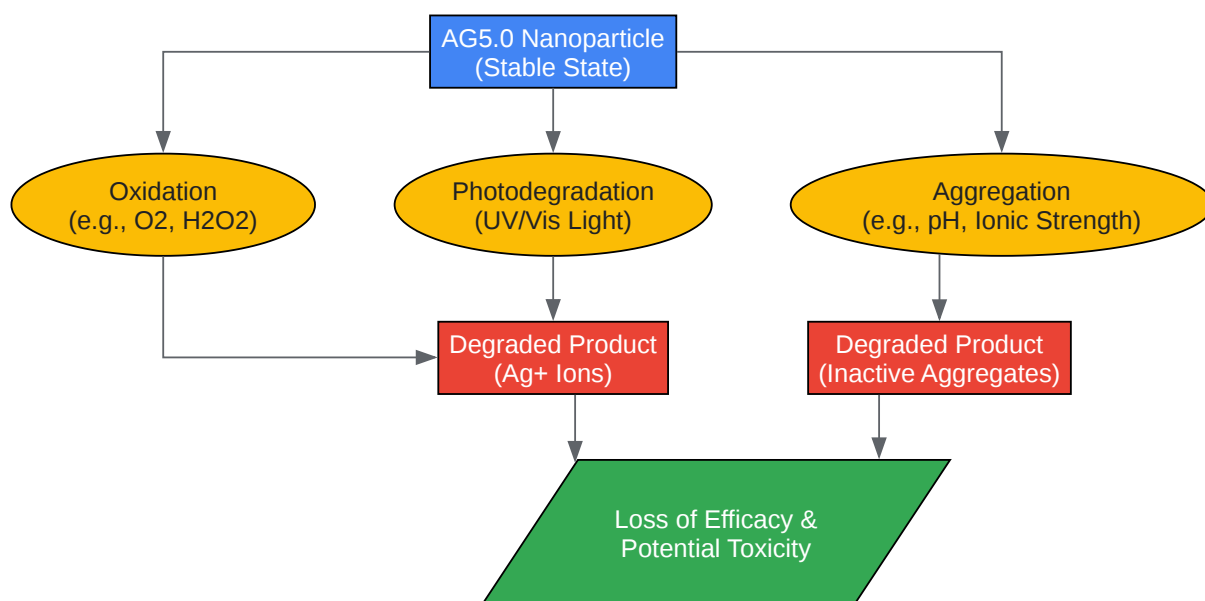 AG5.0 Nanoparticle
(Stable State)
Oxidation
(e.g., O2, H2O2)
Photodegradation
(UV/Vis Light)
Aggregation
(e.g., pH, Ionic Strength)
Degraded Product
(Ag+ Ions)
Degraded Product
(Inactive Aggregates)
Loss of Efficacy &
Potential Toxicity